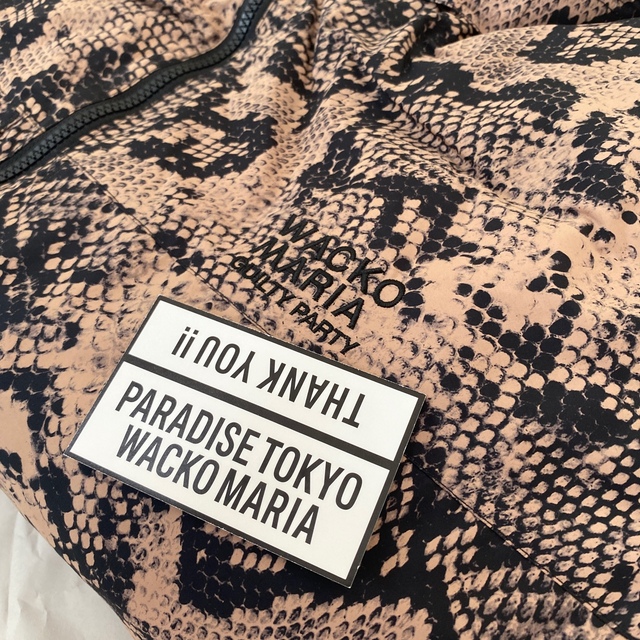 WACKO
MARIA
GUILTY PARTY
THANK YOU!!
PARADISE TOKYO
WACKO MARIA